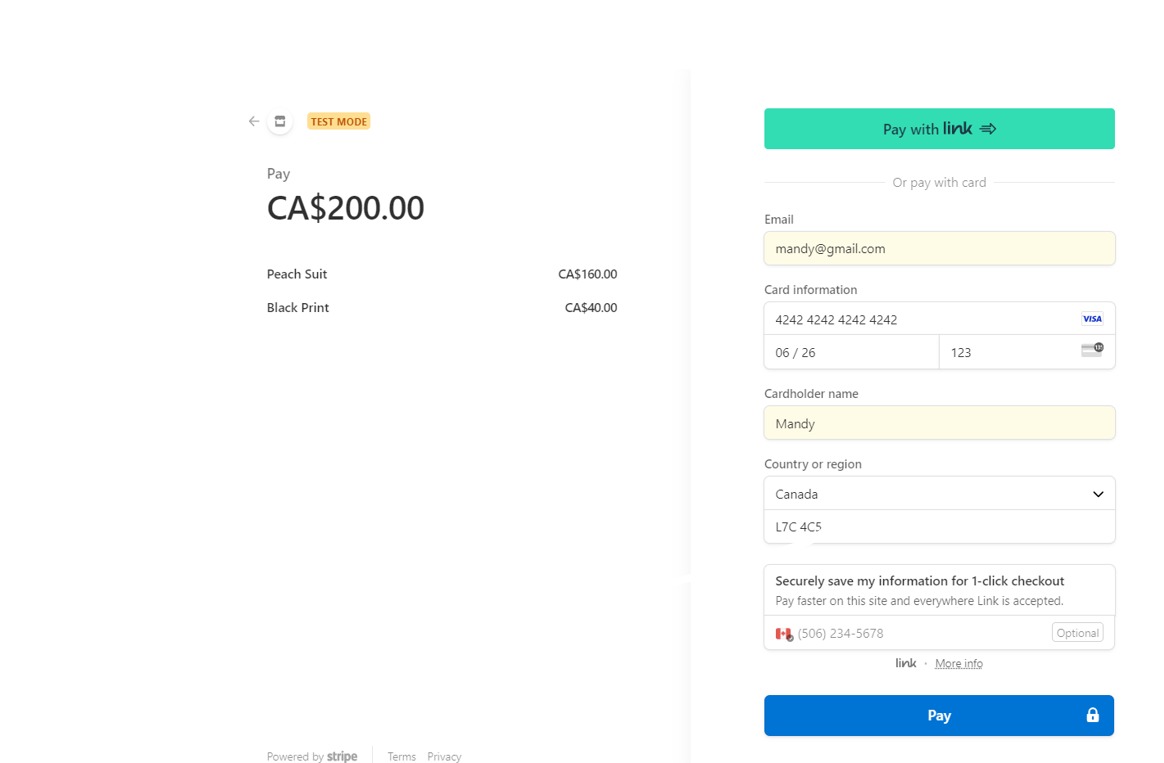 TEST MODE
Pay
CA$200.00
Peach Suit CA$160.00
Black Print CA$40.00
Powered by stripe Terms Privacy
Pay with link
Or pay with card
Email
mandy@gmail.com
Card information
4242 4242 4242 4242 VISA
06 / 26 123
Cardholder name
Mandy
Country or region
Canada
L7C 4C5
Securely save my information for 1-click checkout
Pay faster on this site and everywhere Link is accepted.
(506) 234-5678 Optional
link · More info
Pay